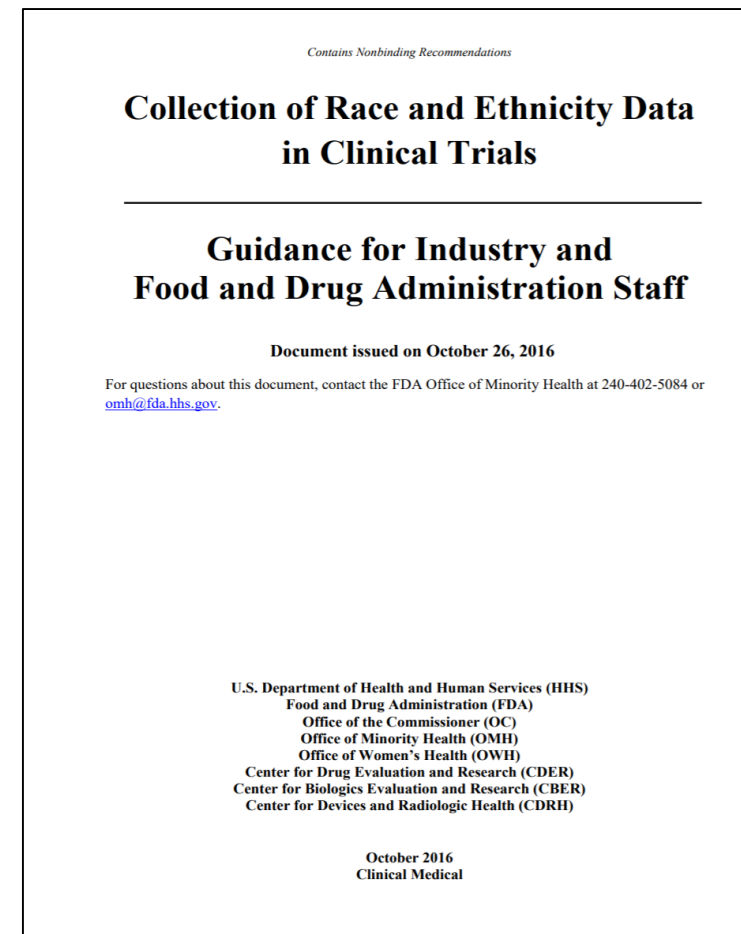 Contains Nonbinding Recommendations
Collection of Race and Ethnicity Data
in Clinical Trials
Guidance for Industry and
Food and Drug Administration Staff
Document issued on October 26, 2016
For questions about this document, contact the FDA Office of Minority Health at 240-402-5084 or
omh@fda.hhs.gov.
U.S. Department of Health and Human Services (HHS)
Food and Drug Administration (FDA)
Office of the Commissioner (OC)
Office of Minority Health (OMH)
Office of Women's Health (OWH)
Center for Drug Evaluation and Research (CDER)
Center for Biologics Evaluation and Research (CBER)
Center for Devices and Radiologic Health (CDRH)
October 2016
Clinical Medical